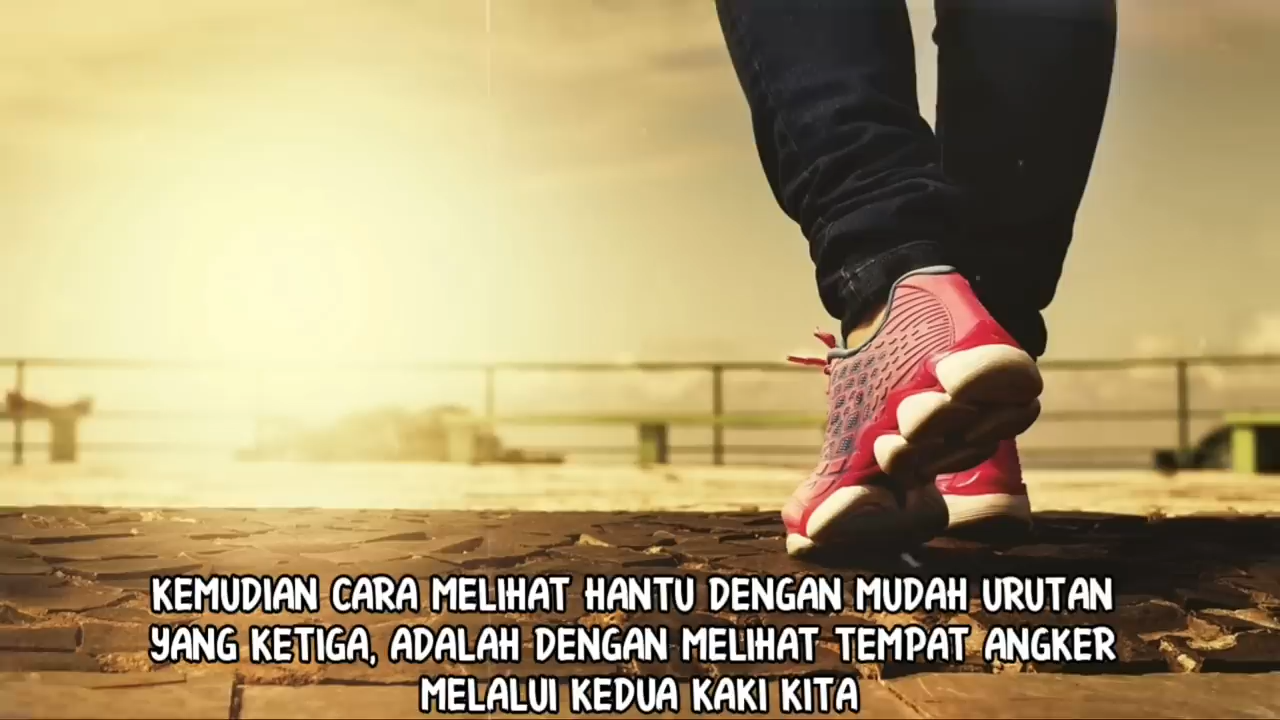 KEMUDIAN CARA MELIHAT HANTU DENGAN MUDAH URUTAN
YANG KETIGA, ADALAH DENGAN MELIHAT TEMPAT ANGKER
MELALUI KEDUA KAKI KITA